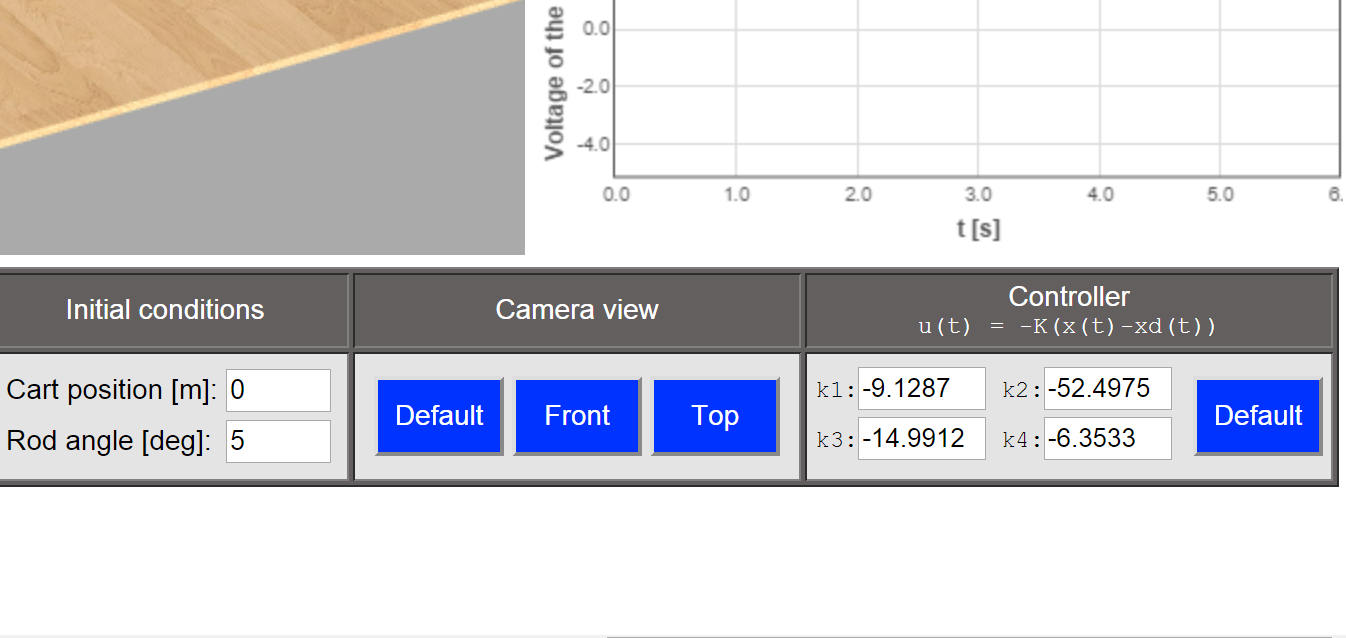 Voltage of the
0.0
-2.0
-4.0
0.0 1.0 2.0 3.0 4.0 5.0 6.
t [s]
Initial conditions
Camera view
Controller
u(t) = -K(x(t)-xd(t))
Cart position [m]: 0
Rod angle [deg]: 5
Default Front Top
k1: -9.1287 k2: -52.4975
k3: -14.9912 k4: -6.3533
Default